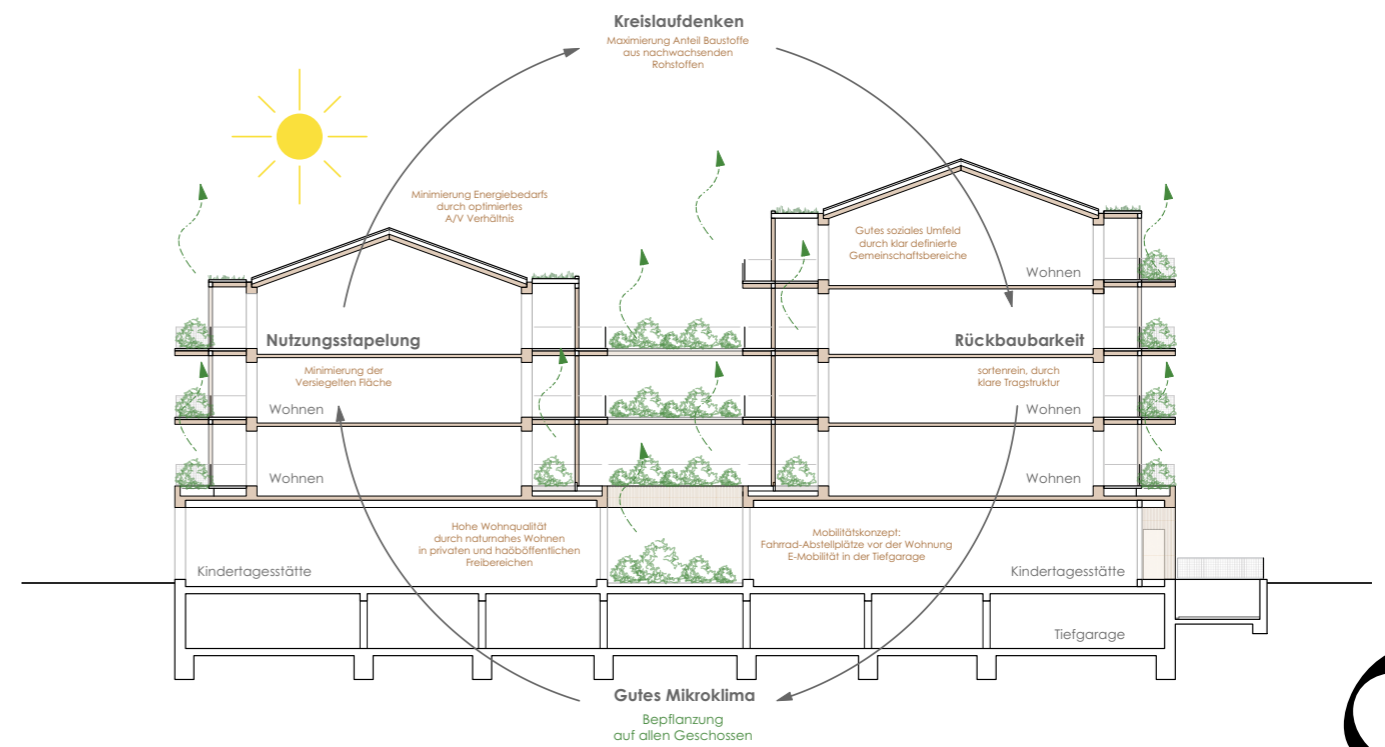 Kreislaufdenken
Maximierung Anteil Baustoffe
aus nachwachsenden
Rohstoffen
Minimierung Energiebedarfs
durch optimiertes
A/V Verhältnis
Gutes soziales Umfeld
durch klar definierte
Gemeinschaftsbereiche
Wohnen
Nutzungsstapelung
Minimierung der
Versiegelten Fläche
Wohnen
Rückbaubarkeit
sortenrein, durch
klare Tragstruktur
Wohnen
Wohnen
Wohnen
Hohe Wohnqualität
durch naturnahes Wohnen
in privaten und haöböffentlichen
Freibereichen
Mobilitätskonzept:
Fahrrad-Abstellplätze vor der Wohnung
E-Mobilität in der Tiefgarage
Kindertagesstätte
Kindertagesstätte
Tiefgarage
Gutes Mikroklima
Bepflanzung
auf allen Geschossen